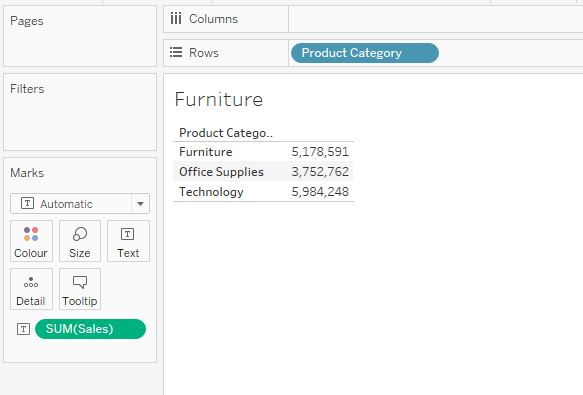 Pages
Columns
Rows
Product Category
Filters
Furniture
Product Catego..
Furniture 5,178,591
Office Supplies 3,752,762
Technology 5,984,248
Marks
T Automatic
Colour Size T Text
Detail Tooltip
T SUM(Sales)